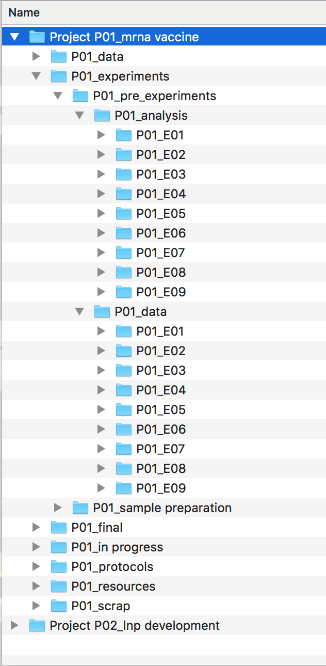 Name
Project P01_mrna vaccine
P01_data
P01_experiments
P01_pre_experiments
P01_analysis
P01_E01
P01_E02
P01_E03
P01_E04
P01_E05
P01_E06
P01_E07
P01_E08
P01_E09
P01_data
P01_E01
P01_E02
P01_E03
P01_E04
P01_E05
P01_E06
P01_E07
P01_E08
P01_E09
P01_sample preparation
P01_final
P01_in progress
P01_protocols
P01_resources
P01_scrap
Project P02_lnp development